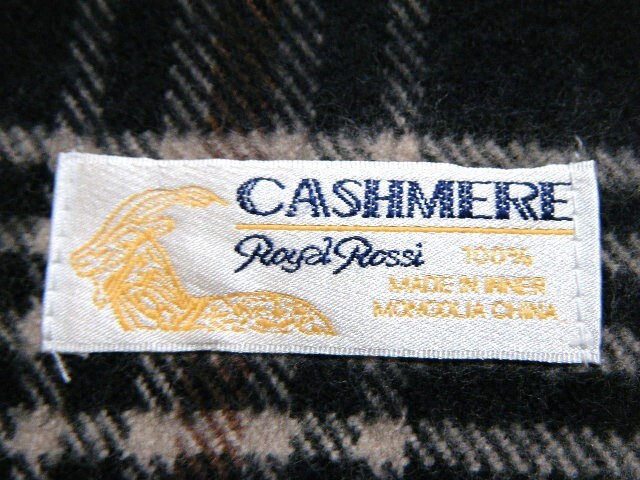 CASHMERE
Royal Rossi 100%
MADE IN INNER
MONGOLIA CHINA